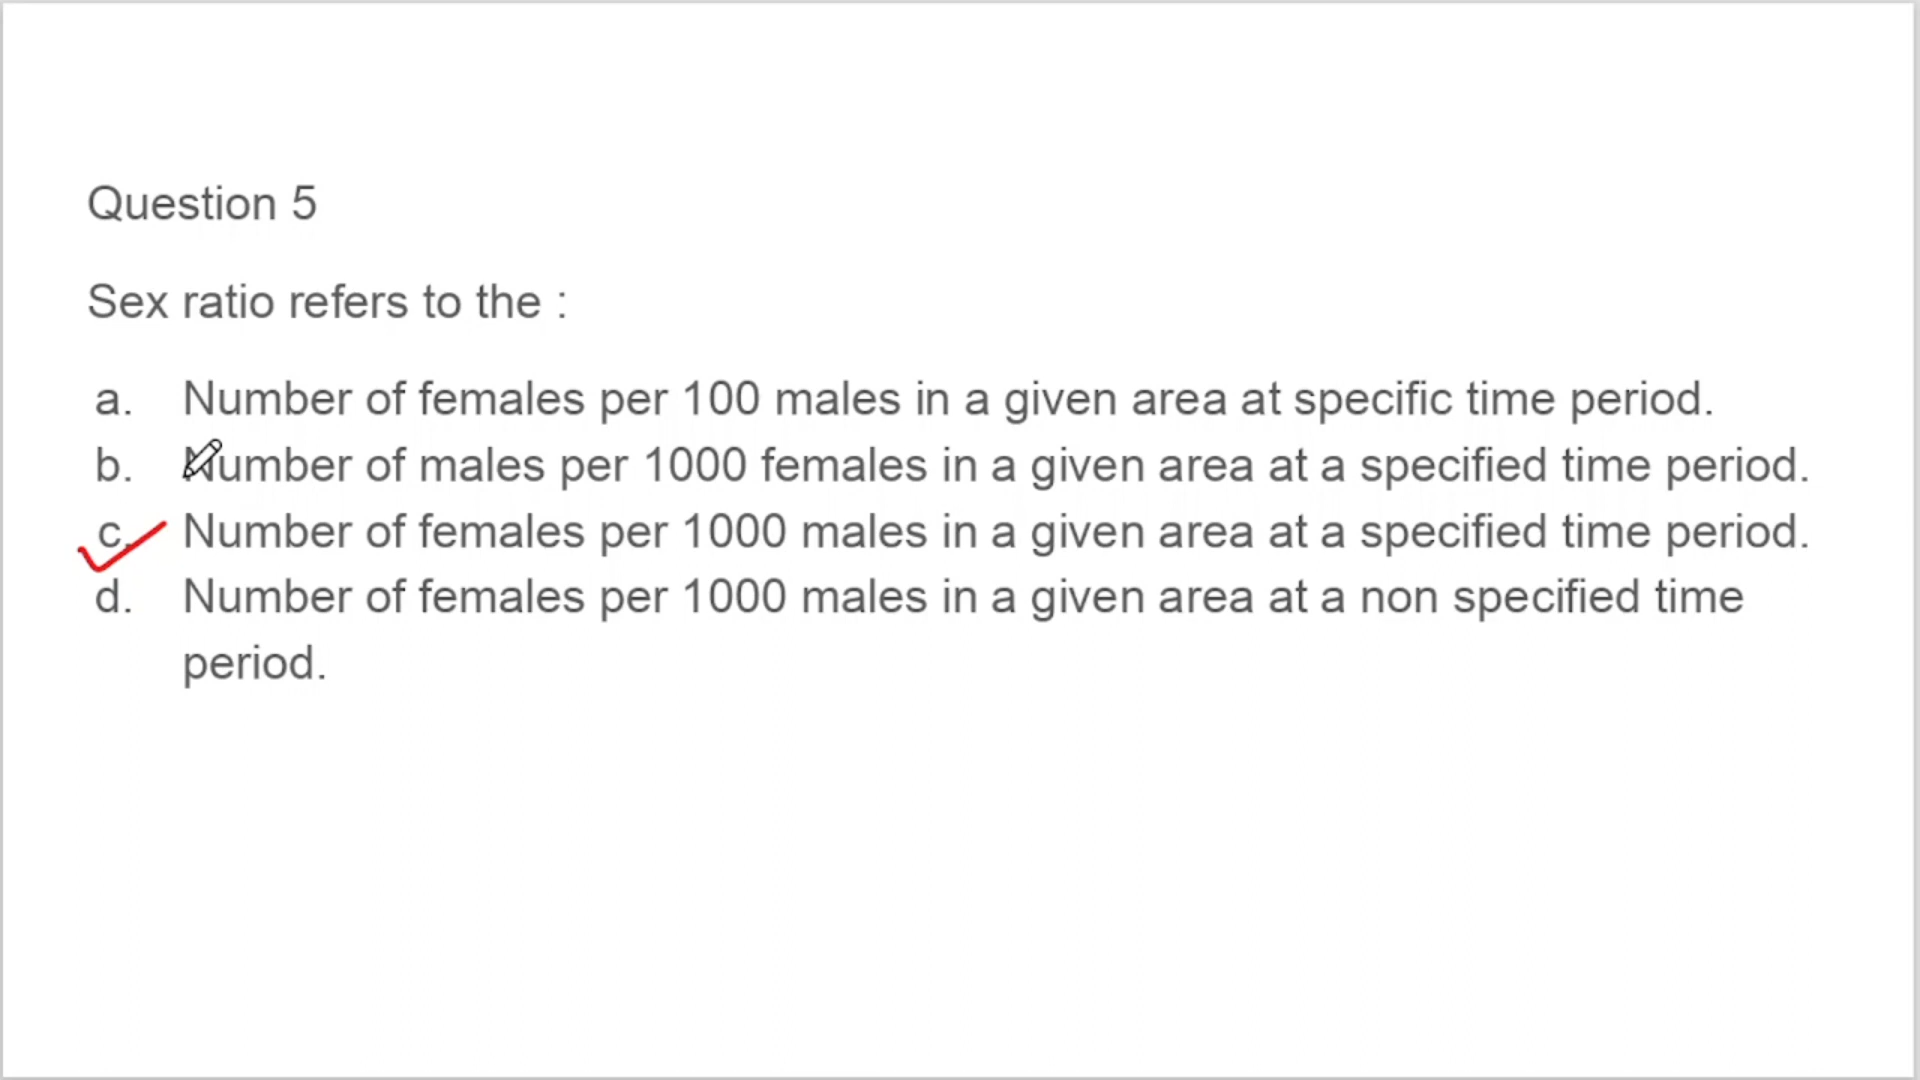 Question 5
Sex ratio refers to the :
a. Number of females per 100 males in a given area at specific time period.
b. Number of males per 1000 females in a given area at a specified time period.
c. Number of females per 1000 males in a given area at a specified time period.
d. Number of females per 1000 males in a given area at a non specified time
period.